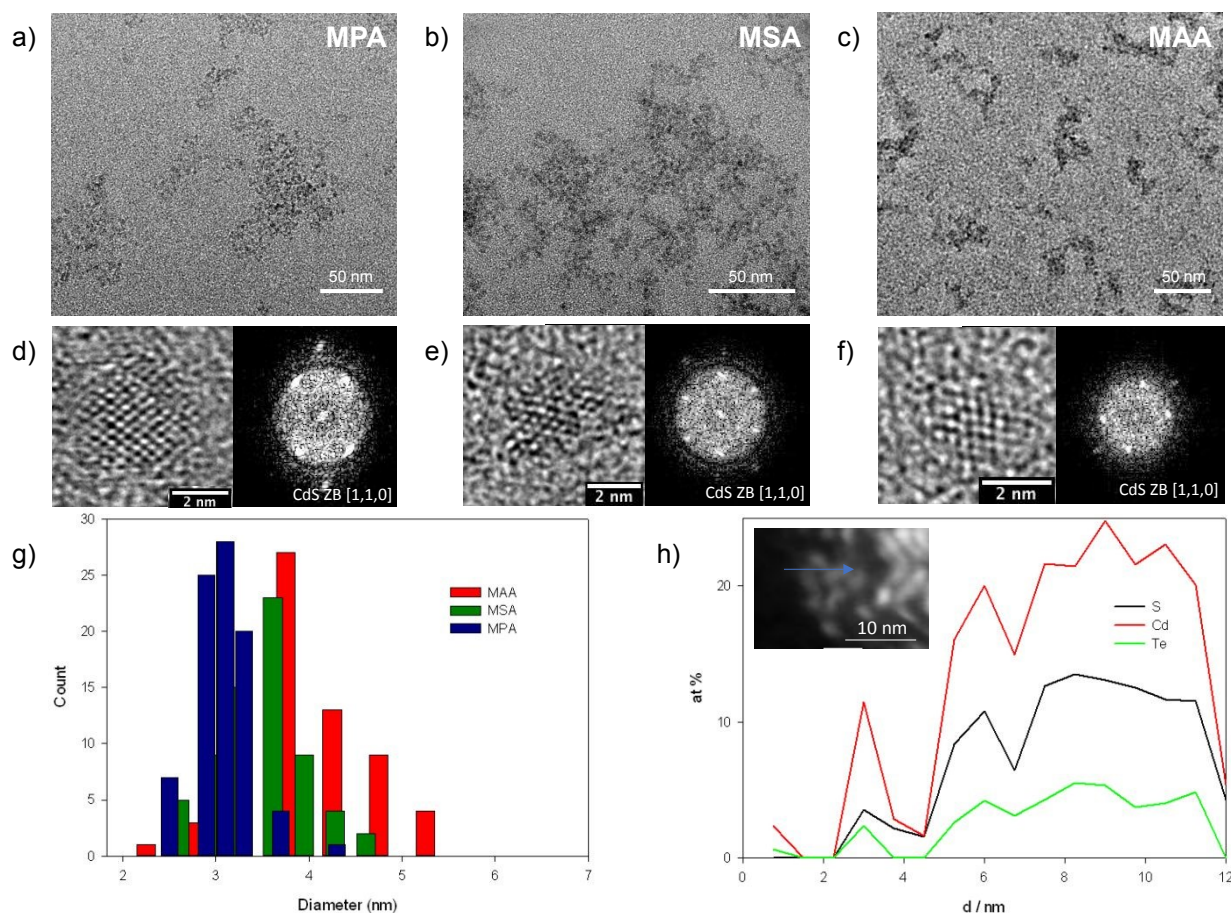 a)
MPA
50 nm
b)
MSA
50 nm
c)
MAA
50 nm
d)
2 nm
CdS ZB [1,1,0]
e)
2 nm
CdS ZB [1,1,0]
f)
2 nm
CdS ZB [1,1,0]
g)
30
25
20
15
10
5
0
Count
MAA
MSA
MPA
2 3 4 5 6 7
Diameter (nm)
h)
20
10
0
at %
10 nm
S
Cd
Te
0 2 4 6 8 10 12
d / nm